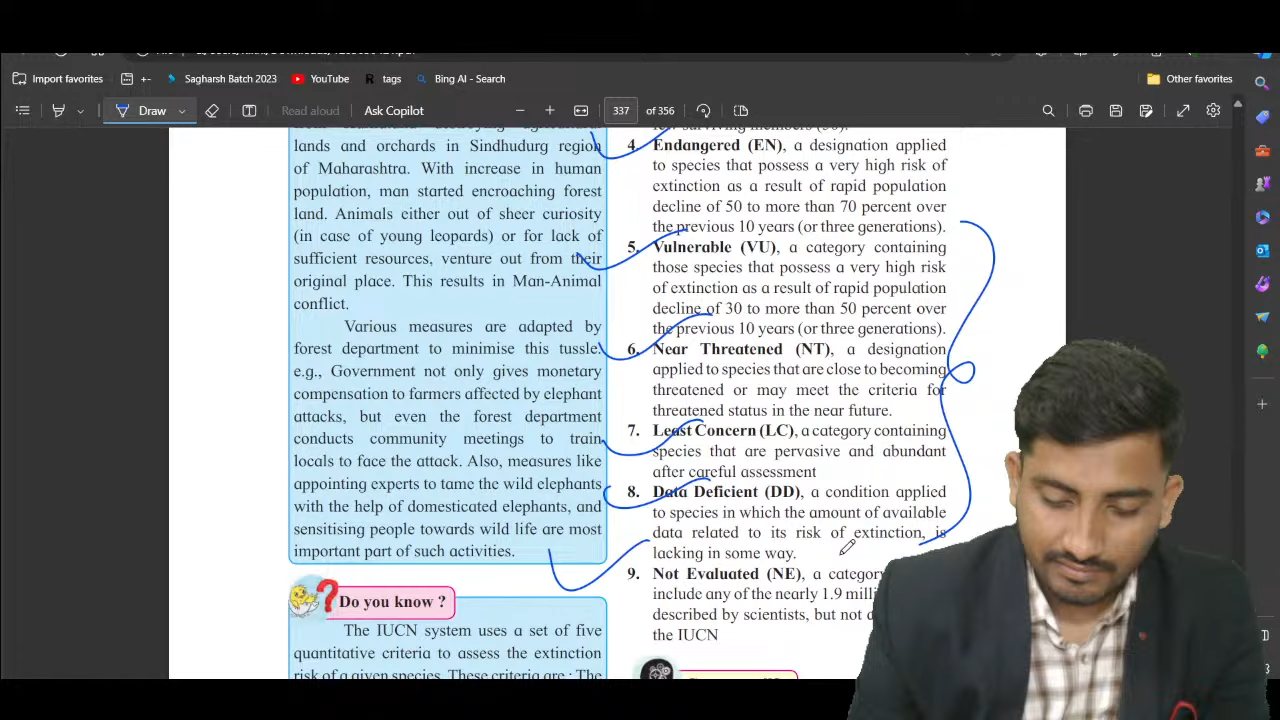 Import favorites
Sagharsh Batch 2023
YouTube
tags
Bing AI - Search
Other favorites
Draw
Read aloud
Ask Copilot
337 of 356
lands and orchards in Sindhudurg region
of Maharashtra. With increase in human
population, man started encroaching forest
land. Animals either out of sheer curiosity
(in case of young leopards) or for lack of
sufficient resources, venture out from their
original place. This results in Man-Animal
conflict.
Various measures are adapted by
forest department to minimise this tussle.
e.g., Government not only gives monetary
compensation to farmers affected by elephant
attacks, but even the forest department
conducts community meetings to train
locals to face the attack. Also, measures like
appointing experts to tame the wild elephants
with the help of domesticated elephants, and
sensitising people towards wild life are most
important part of such activities.
Do you know ?
The IUCN system uses a set of five
quantitative criteria to assess the extinction
risk of a given species. These criteria are : The
few surviving members (50).
4. Endangered (EN), a designation applied
to species that possess a very high risk of
extinction as a result of rapid population
decline of 50 to more than 70 percent over
the previous 10 years (or three generations).
5. Vulnerable (VU), a category containing
those species that possess a very high risk
of extinction as a result of rapid population
decline of 30 to more than 50 percent over
the previous 10 years (or three generations).
6. Near Threatened (NT), a designation
applied to species that are close to becoming
threatened or may meet the criteria for
threatened status in the near future.
7. Least Concern (LC), a category containing
species that are pervasive and abundant
after careful assessment
8. Data Deficient (DD), a condition applied
to species in which the amount of available
data related to its risk of extinction, is
lacking in some way.
9. Not Evaluated (NE), a category
include any of the nearly 1.9
described by scientists, but not
the IUCN